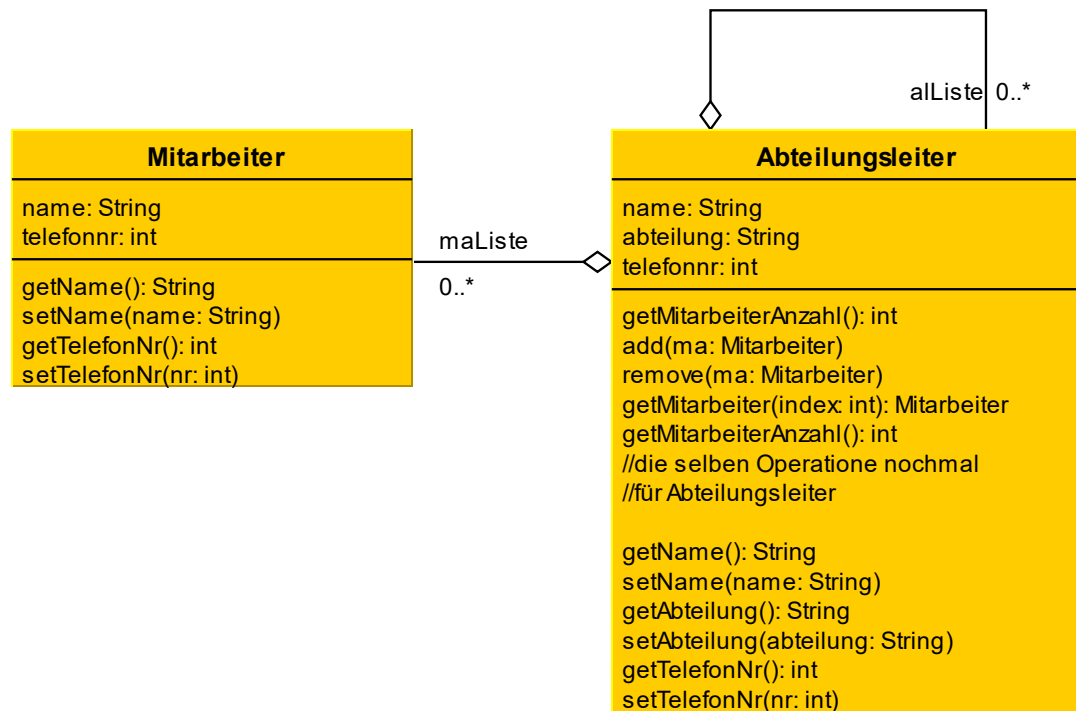 alListe 0..*
Mitarbeiter
name: String
telefonnr: int
getName(): String
setName(name: String)
getTelefonNr(): int
setTelefonNr(nr: int)
maListe
0..*
Abteilungsleiter
name: String
abteilung: String
telefonnr: int
getMitarbeiterAnzahl(): int
add(ma: Mitarbeiter)
remove(ma: Mitarbeiter)
getMitarbeiter(index: int): Mitarbeiter
getMitarbeiterAnzahl(): int
//die selben Operatione nochmal
//für Abteilungsleiter
getName(): String
setName(name: String)
getAbteilung(): String
setAbteilung(abteilung: String)
getTelefonNr(): int
setTelefonNr(nr: int)